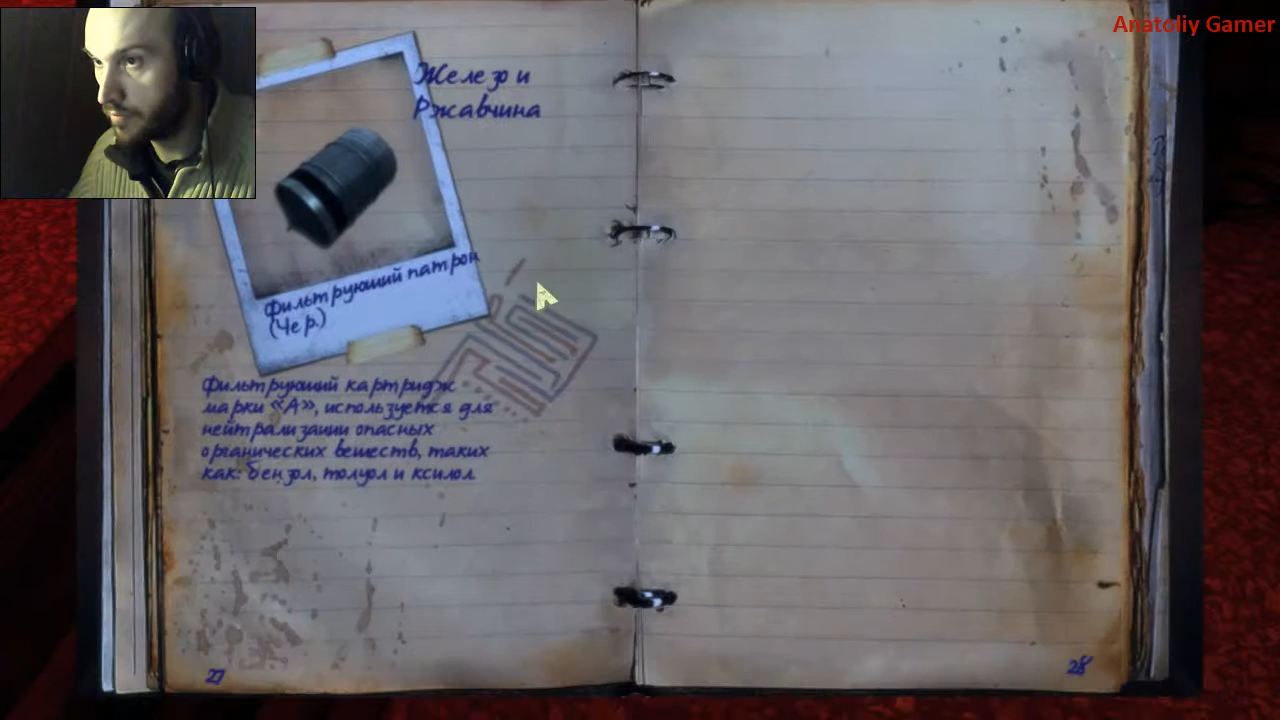 Anatoliy Gamer
Железо и
Ржавчина
Фильтрующий патрон
(Чер.)
Фильтрующий картридж
марки «А», используется для
нейтрализации опасных
органических веществ, таких
как: бензол, толуол и ксилол.
27
28